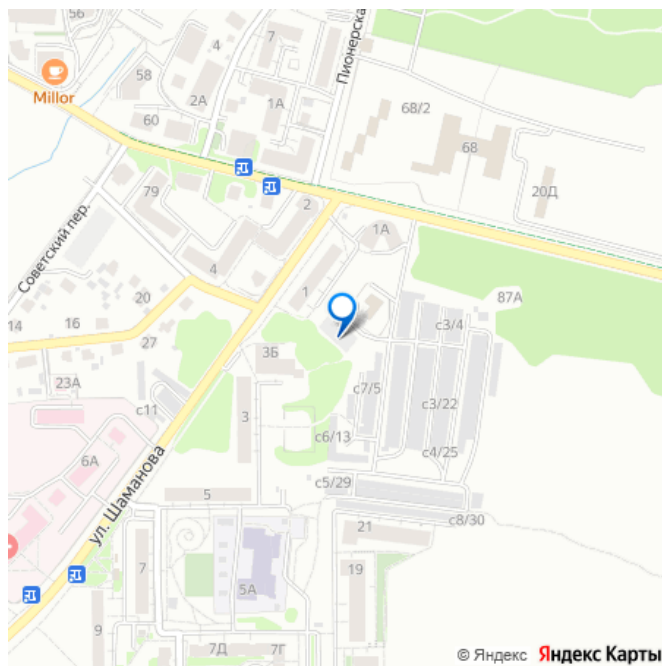 56
4
7
Пионерска
58
Millor
2А
1А
68/2
60
68
79
2
20Д
Советский пер.
1А
4
20
1
87А
14
16
27
с3/4
3Б
23А
с7/5
с11
3
с3/22
с6/13
6А
с4/25
ул. Шаманова
с5/29
5
с8/30
21
7
19
5А
9
7Д
7Г
© Яндекс Яндекс Карты